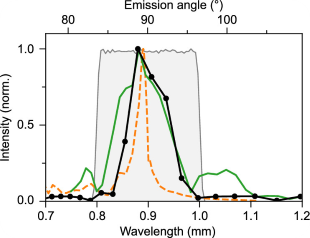 Emission angle (°)
80 90 100
Intensity (norm.)
1.0
0.5
0.0
0.7 0.8 0.9 1.0 1.1 1.2
Wavelength (mm)